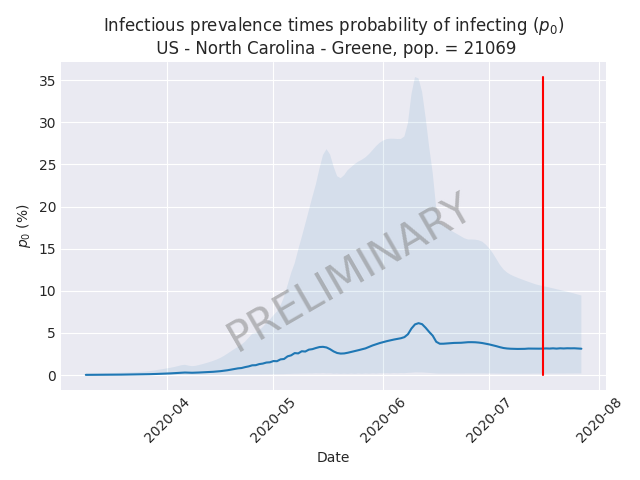 Infectious prevalence times probability of infecting (p₀)
US - North Carolina - Greene, pop. = 21069
35
30
25
20
15
10
5
0
p₀ (%)
PRELIMINARY
2020-04
2020-05
2020-06
2020-07
2020-08
Date